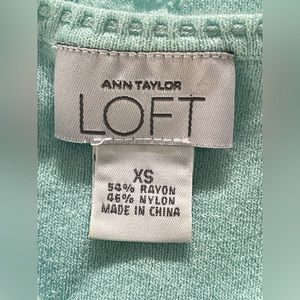 ANN TAYLOR
LOFT
XS
54% RAYON
46% NYLON
MADE IN CHINA